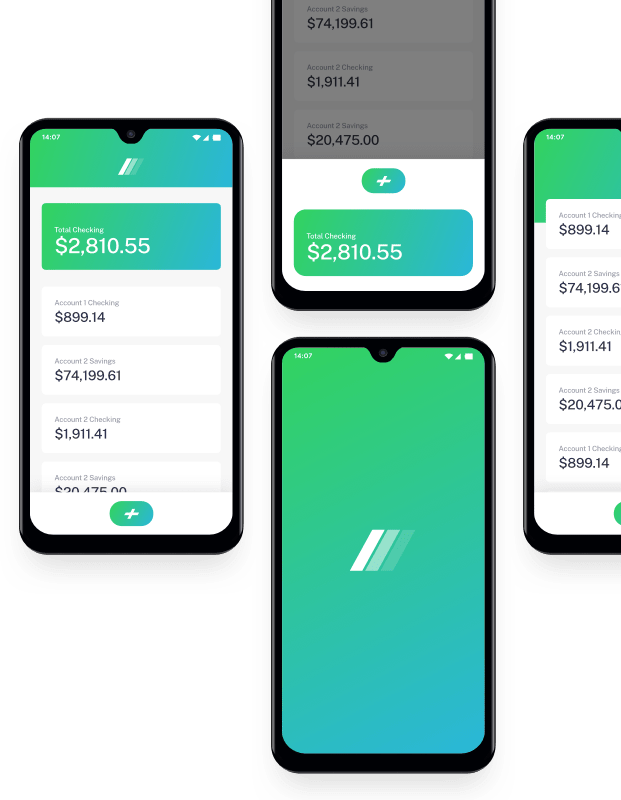 14:07
Total Checking
$2,810.55
Account 1 Checking
$899.14
Account 2 Savings
$74,199.61
Account 2 Checking
$1,911.41
Account 2 Savings
$20,475.00
Account 2 Savings
$74,199.61
Account 2 Checking
$1,911.41
Account 2 Savings
$20,475.00
Total Checking
$2,810.55
14:07
14:07
Account 1 Checking
$899.14
Account 2 Savings
$74,199.6
Account 2 Checkin
$1,911.41
Account 2 Savings
$20,475.0
Account 1 Checking
$899.14